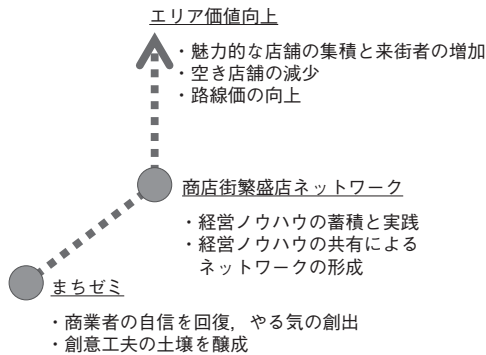 エリア価値向上
・魅力的な店舗の集積と来街者の増加
・空き店舗の減少
・路線価の向上
商店街繁盛店ネットワーク
・経営ノウハウの蓄積と実践
・経営ノウハウの共有による
ネットワークの形成
まちゼミ
・商業者の自信を回復，やる気の創出
・創意工夫の土壌を醸成